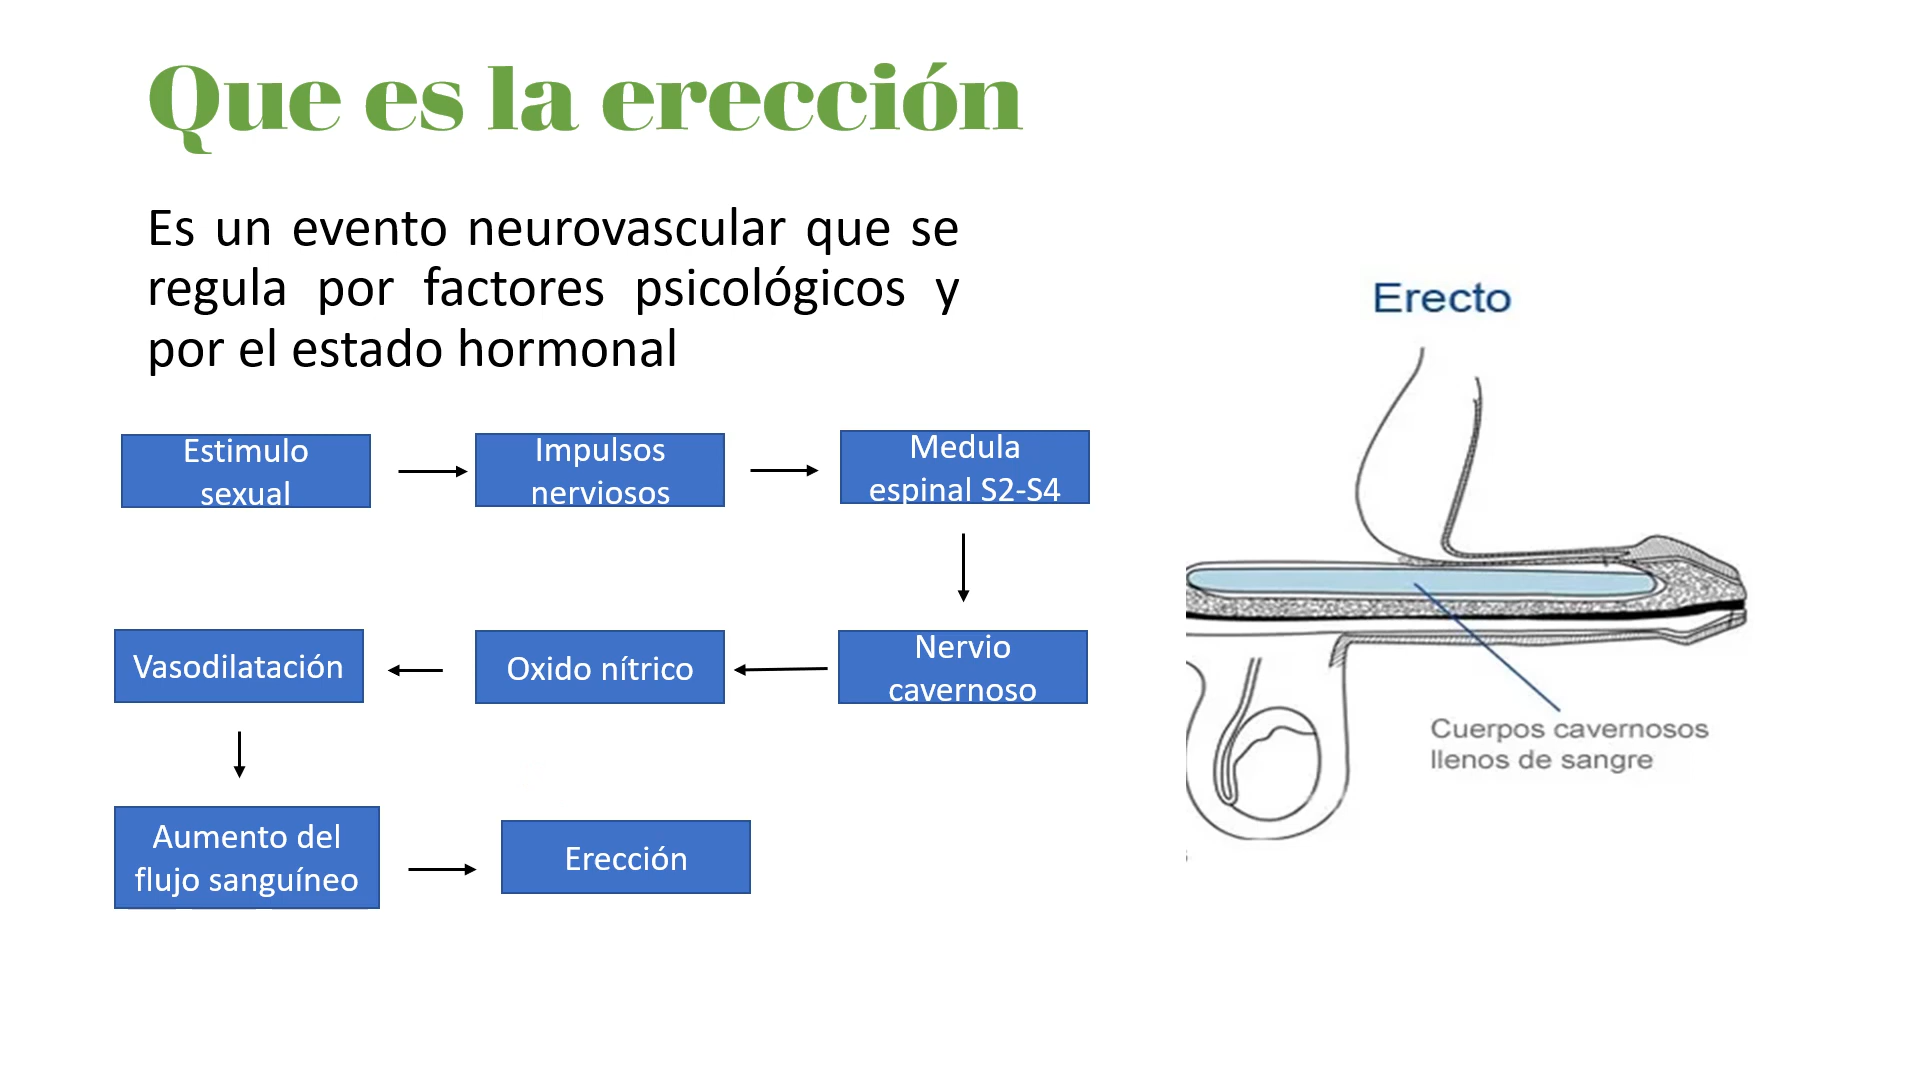 Que es la erección
Es un evento neurovascular que se
regula por factores psicológicos y
por el estado hormonal
Erecto
Estimulo
sexual
Impulsos
nerviosos
Medula
espinal S2-S4
Nervio
cavernoso
Oxido nítrico
Vasodilatación
Aumento del
flujo sanguíneo
Erección
Cuerpos cavernosos
llenos de sangre